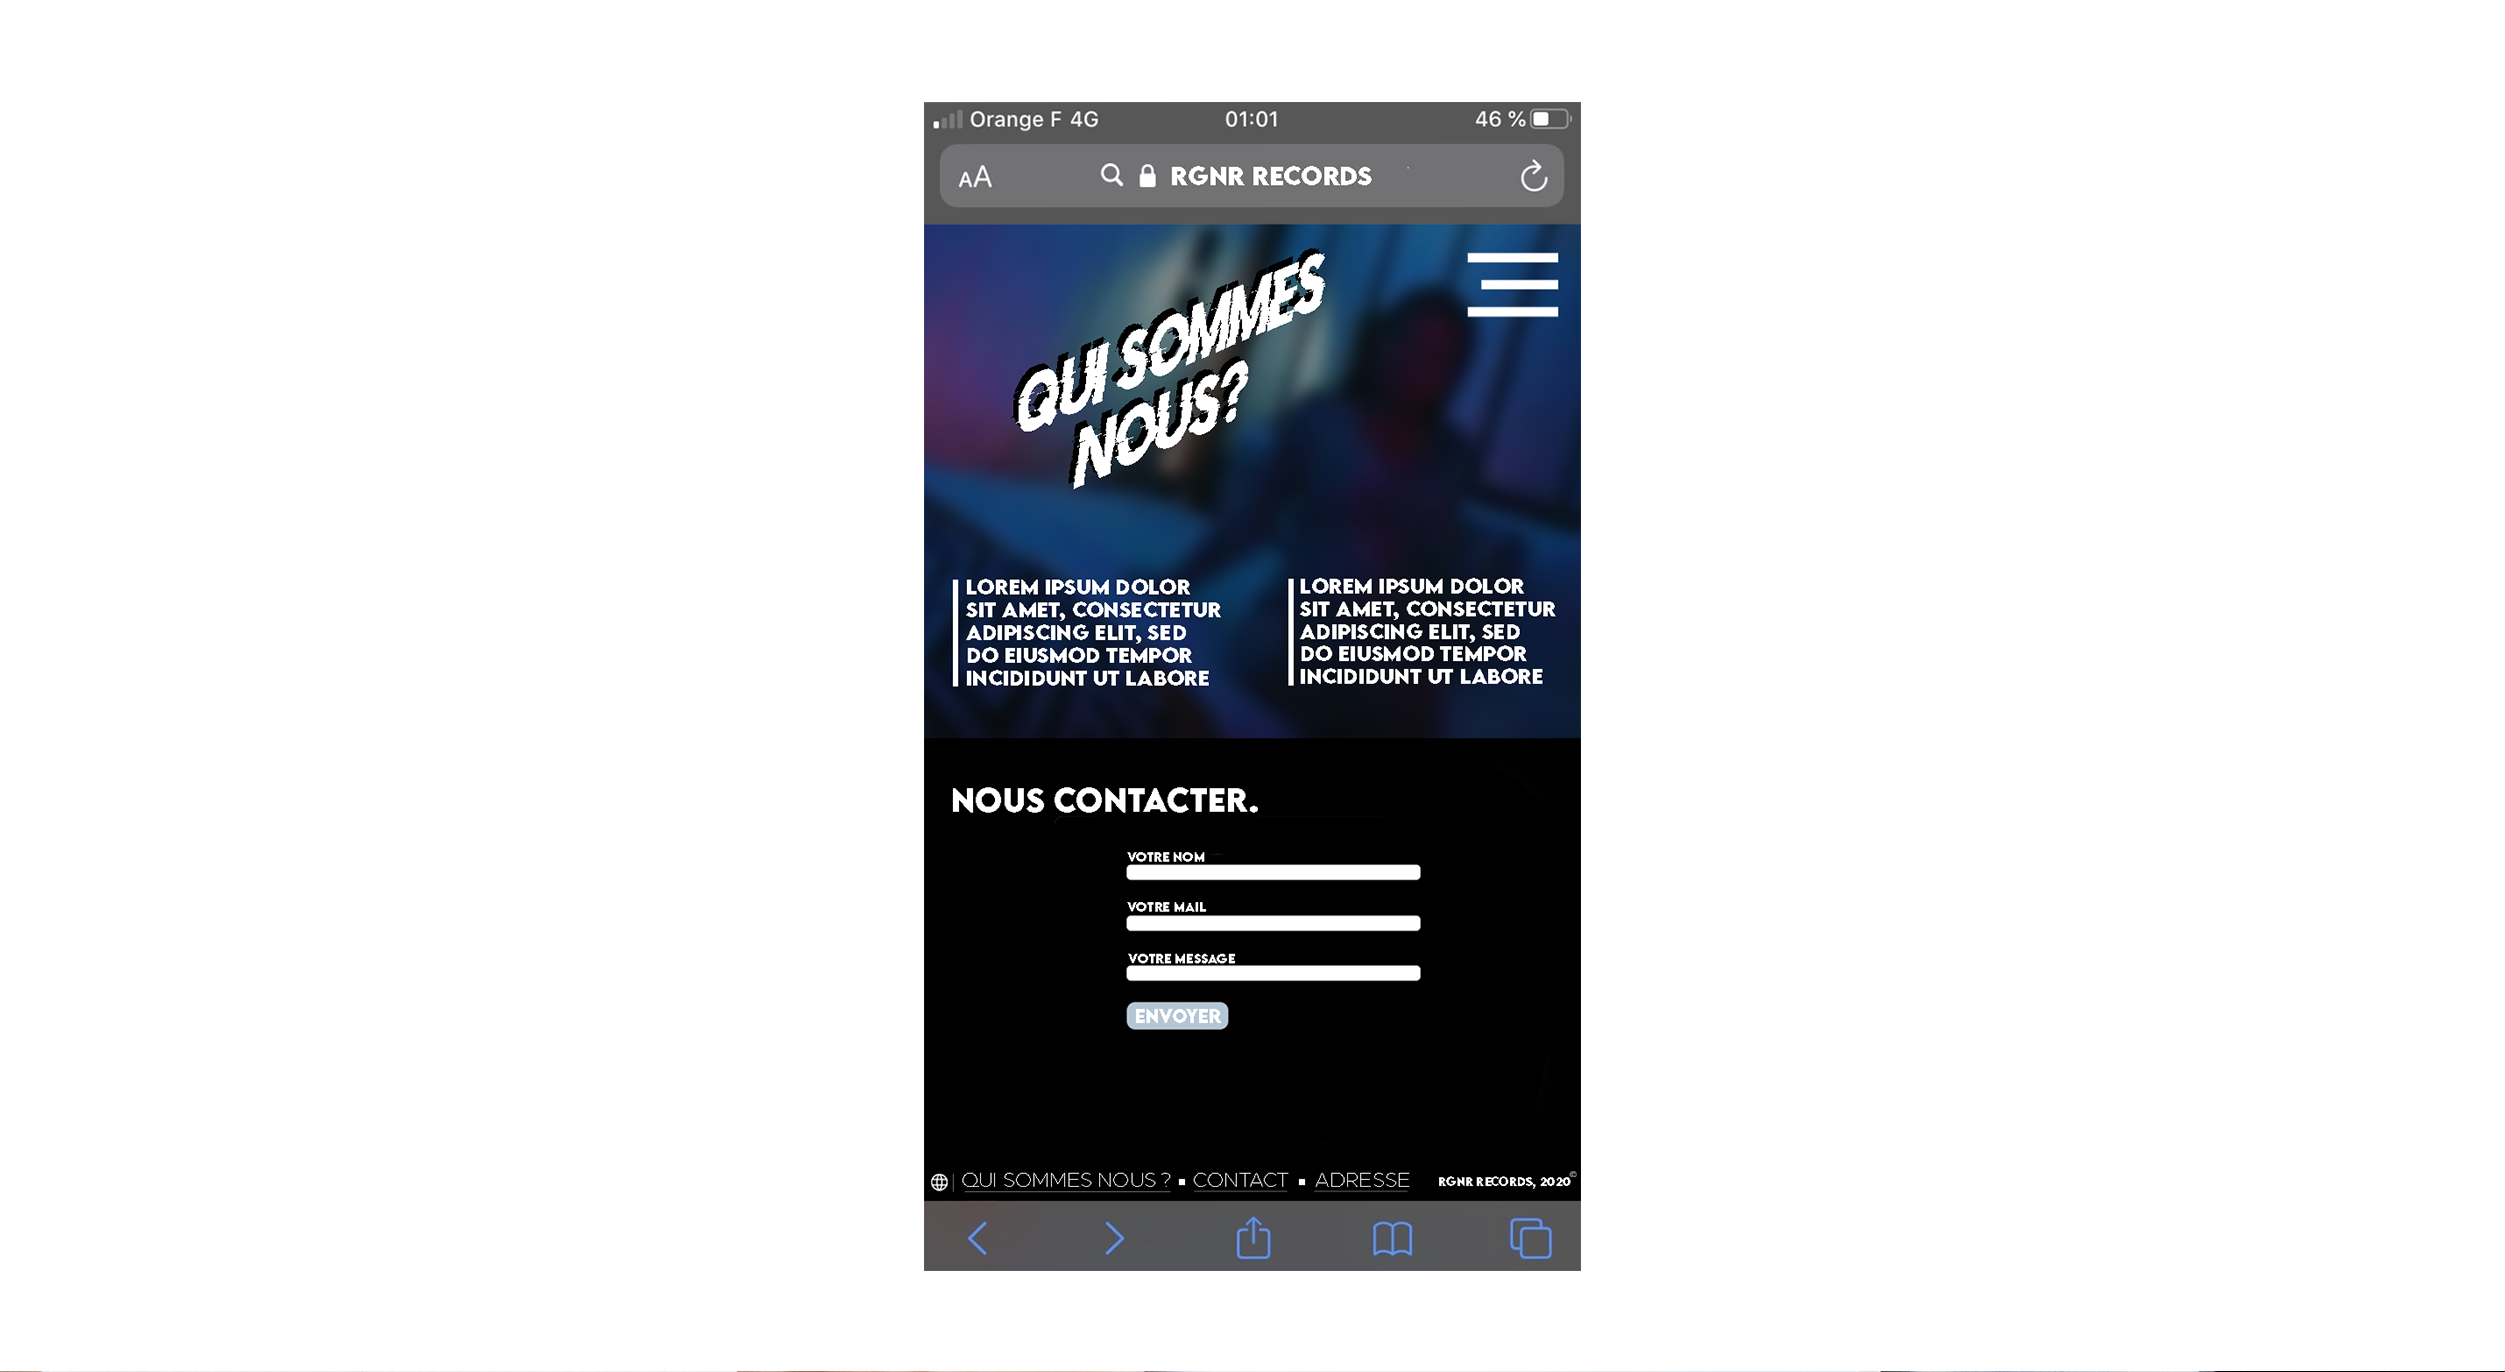 Orange F 4G 01:01 46 %
AA RGNR RECORDS
QUI SOMMES
NOUS?
LOREM IPSUM DOLOR
SIT AMET, CONSECTETUR
ADIPISCING ELIT, SED
DO EIUSMOD TEMPOR
INCIDIDUNT UT LABORE
LOREM IPSUM DOLOR
SIT AMET, CONSECTETUR
ADIPISCING ELIT, SED
DO EIUSMOD TEMPOR
INCIDIDUNT UT LABORE
NOUS CONTACTER.
VOTRE NOM
VOTRE MAIL
VOTRE MESSAGE
ENVOYER
QUI SOMMES NOUS ? ▪ CONTACT ▪ ADRESSE RGNR RECORDS, 2020©